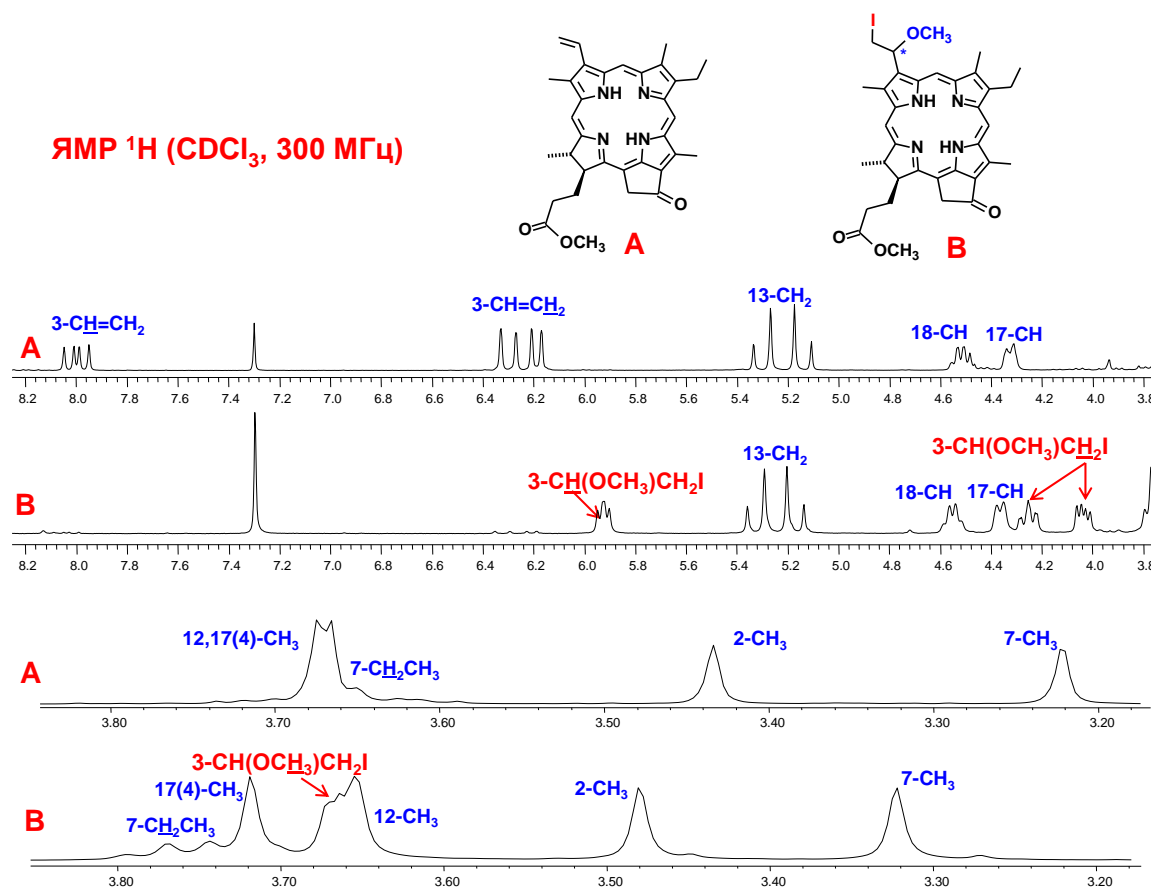 I
OCH₃
*
NH
N
N
HN
O
O
OCH₃
A
NH
N
N
HN
O
O
OCH₃
B
ЯМР ¹H (CDCl₃, 300 МГц)
3-CH=CH₂
3-CH=CH₂
13-CH₂
18-CH
17-CH
A
8.2 8.0 7.8 7.6 7.4 7.2 7.0 6.8 6.6 6.4 6.2 6.0 5.8 5.6 5.4 5.2 5.0 4.8 4.6 4.4 4.2 4.0 3.8
3-CH(OCH₃)CH₂I
13-CH₂
3-CH(OCH₃)CH₂I
18-CH
17-CH
B
8.2 8.0 7.8 7.6 7.4 7.2 7.0 6.8 6.6 6.4 6.2 6.0 5.8 5.6 5.4 5.2 5.0 4.8 4.6 4.4 4.2 4.0 3.8
12,17(4)-CH₃
7-CH₂CH₃
2-CH₃
7-CH₃
A
3.80 3.70 3.60 3.50 3.40 3.30 3.20
3-CH(OCH₃)CH₂I
17(4)-CH₃
7-CH₂CH₃
12-CH₃
2-CH₃
7-CH₃
B
3.80 3.70 3.60 3.50 3.40 3.30 3.20